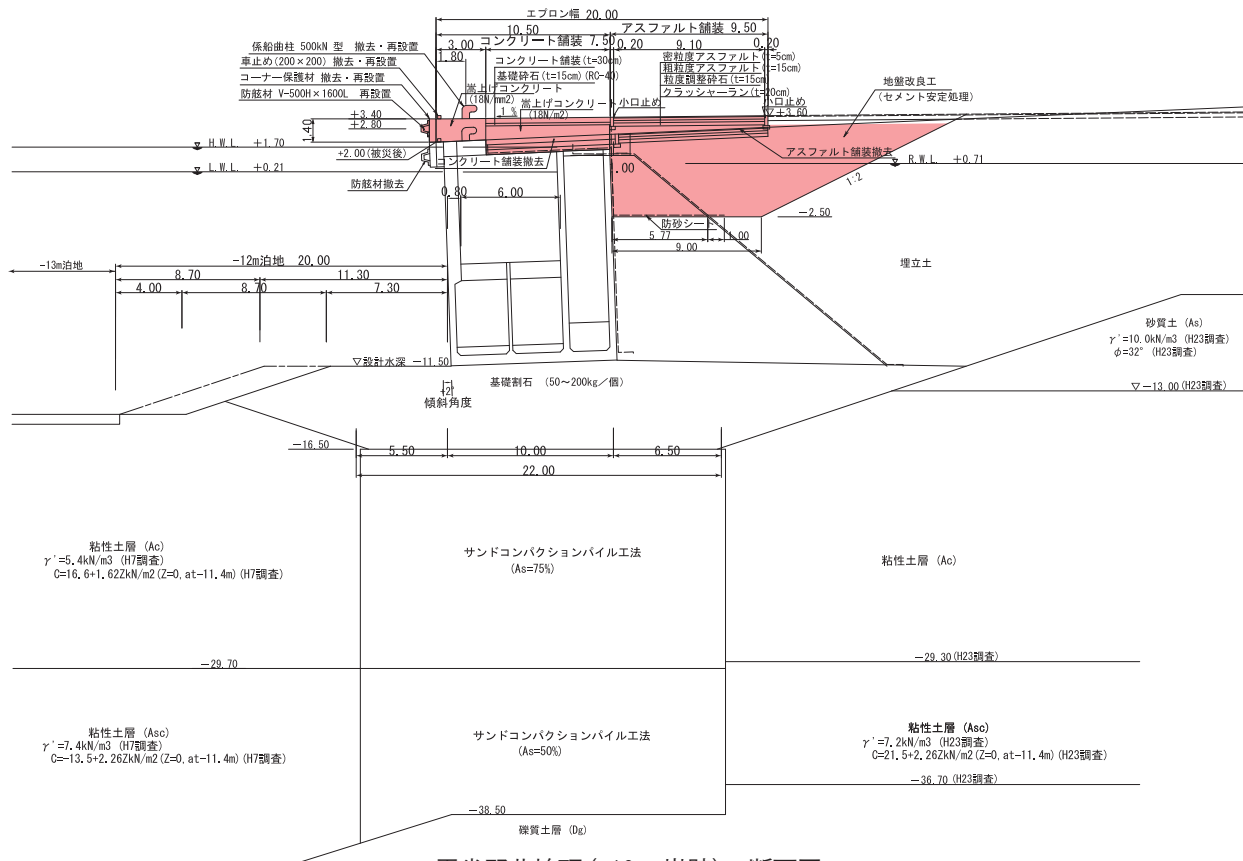 エプロン幅 20.00
10.50
アスファルト舗装 9.50
3.00
コンクリート舗装 7.50
0.20
9.10
0.20
1.80
係船曲柱 500kN 型 撤去・再設置
車止め(200×200) 撤去・再設置
コーナー保護材 撤去・再設置
防舷材 V-500H×1600L 再設置
コンクリート舗装(t=30cm)
基礎砕石(t=15cm)(RC-40)
1%
嵩上げコンクリート
(18N/mm2)
嵩上げコンクリート
(18N/m2)
小口止め
密粒度アスファルト(t=5cm)
粗粒度アスファルト(t=15cm)
粒度調整砕石(t=15cm)
クラッシャーラン(t=20cm)
小口止め
▽+3.60
地盤改良工
(セメント安定処理)
+3.40
+2.80
1.40
H.W.L. +1.70
+2.00(被災後)
コンクリート舗装撤去
アスファルト舗装撤去
L.W.L. +0.21
防舷材撤去
R.W.L. +0.71
1:2
.00
0.80
6.00
-2.50
防砂シート
5.77
1.00
9.00
埋立土
-13m泊地
-12m泊地 20.00
8.70
11.30
4.00
8.70
7.30
▽設計水深 -11.50
基礎割石 (50~200kg/個)
+2°
傾斜角度
砂質土 (As)
γ'=10.0kN/m3 (H23調査)
φ=32° (H23調査)
▽-13.00(H23調査)
-16.50
5.50
10.00
6.50
22.00
粘性土層 (Ac)
γ'=5.4kN/m3 (H7調査)
C=16.6+1.62ZkN/m2(Z=0,at-11.4m)(H7調査)
サンドコンパクションパイル工法
(As=75%)
粘性土層 (Ac)
-29.70
-29.30(H23調査)
粘性土層 (Asc)
γ'=7.4kN/m3 (H7調査)
C=-13.5+2.26ZkN/m2(Z=0,at-11.4m)(H7調査)
サンドコンパクションパイル工法
(As=50%)
粘性土層 (Asc)
γ'=7.2kN/m3 (H23調査)
C=21.5+2.26ZkN/m2(Z=0,at-11.4m)(H23調査)
-36.70(H23調査)
-38.50
礫質土層 (Dg)